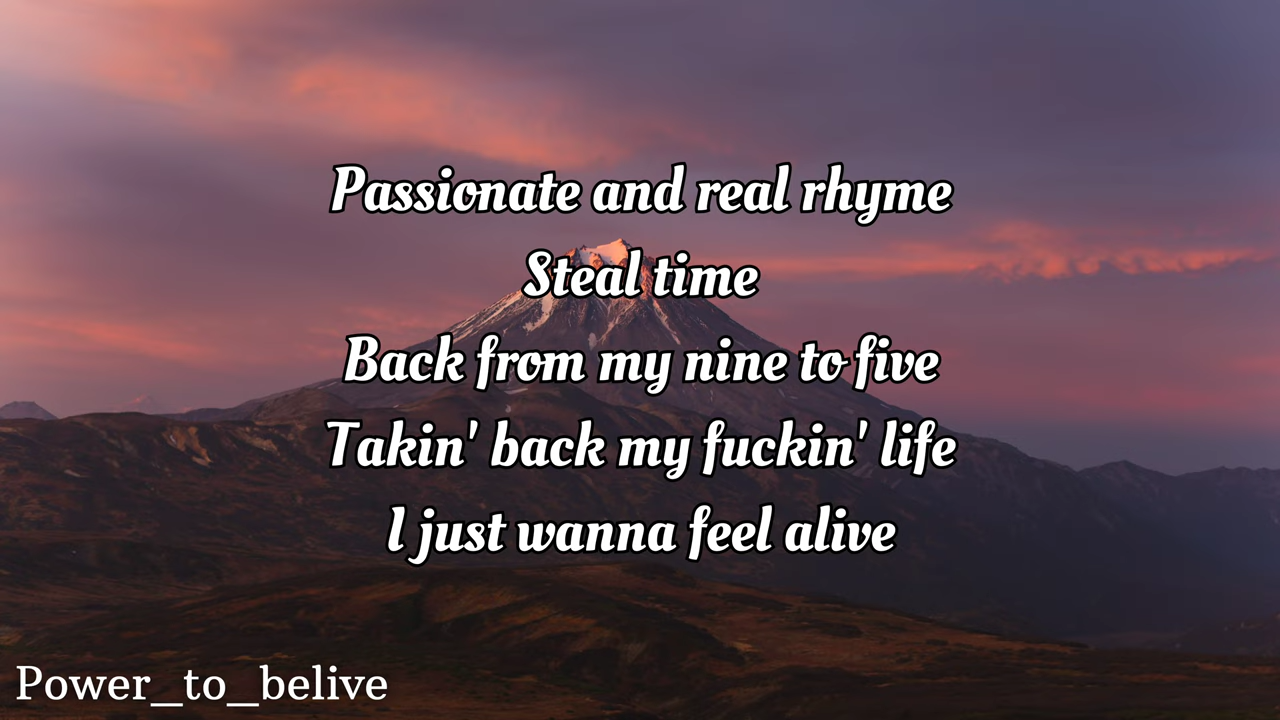 Passionate and real rhyme
Steal time
Back from my nine to five
Takin' back my fuckin' life
I just wanna feel alive
Power_to_belive